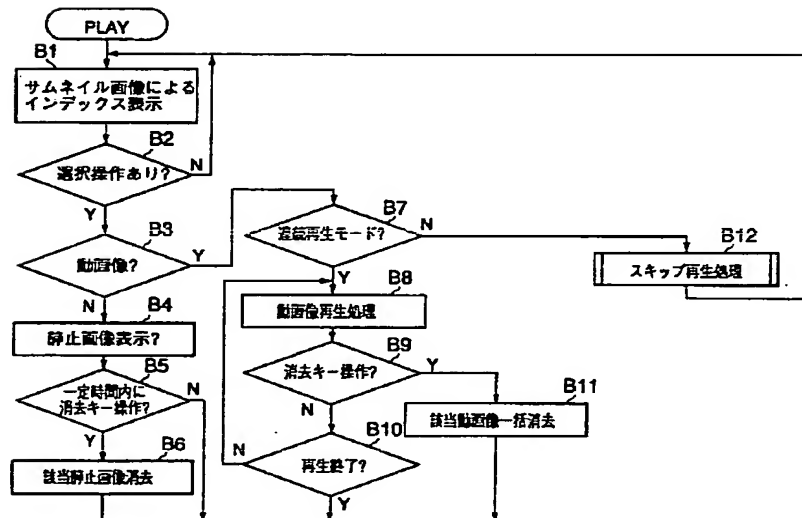 PLAY
B1
サムネイル画像による
インデックス表示
B2
選択操作あり?
N
Y
B3
動画像?
Y
N
B4
静止画像表示?
B5
一定時間内に
消去キー操作?
N
Y
B6
該当静止画像消去
B7
連続再生モード?
N
Y
B8
動画像再生処理
B9
消去キー操作?
Y
N
B10
再生終了?
N
Y
B11
該当動画像一括消去
B12
スキップ再生処理